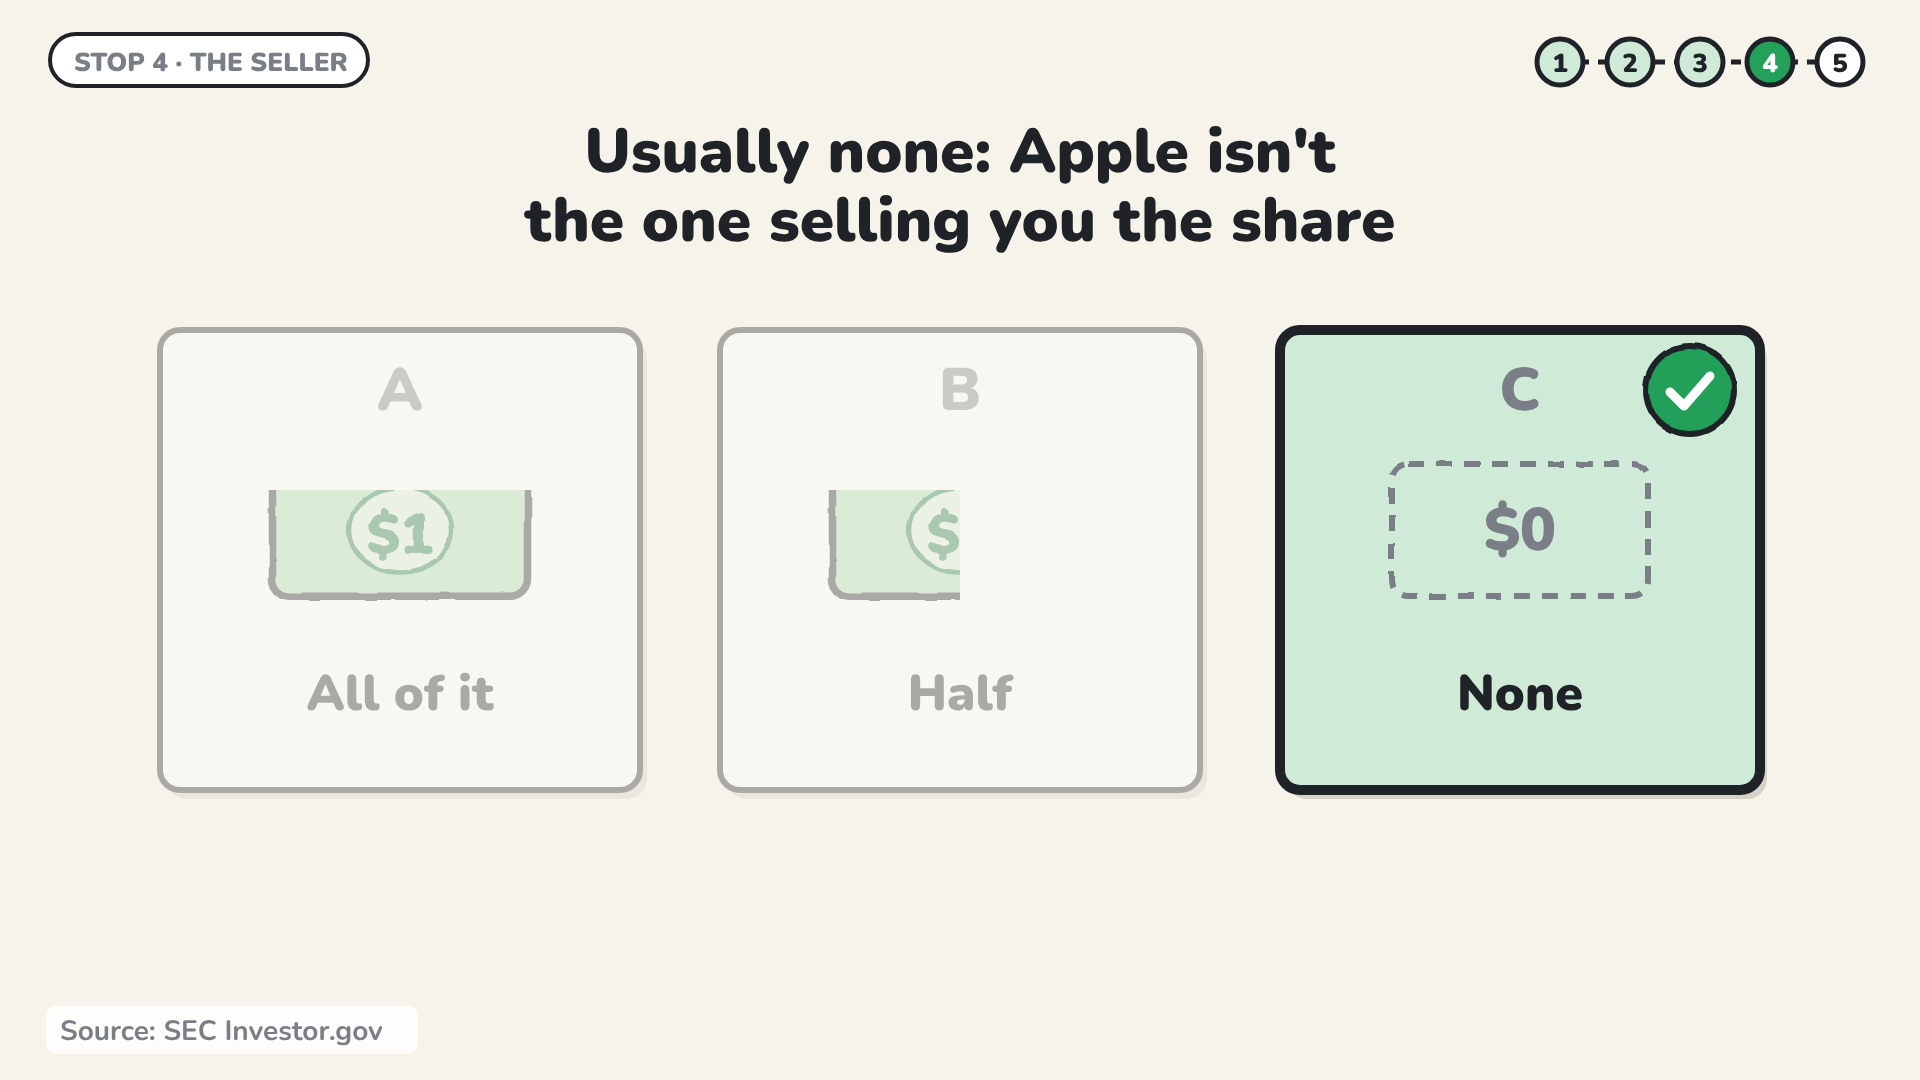 STOP 4 · THE SELLER
1 2 3 4 5
Usually none: Apple isn't
the one selling you the share
A
$1
All of it
B
$
Half
C
$0
None
Source: SEC Investor.gov